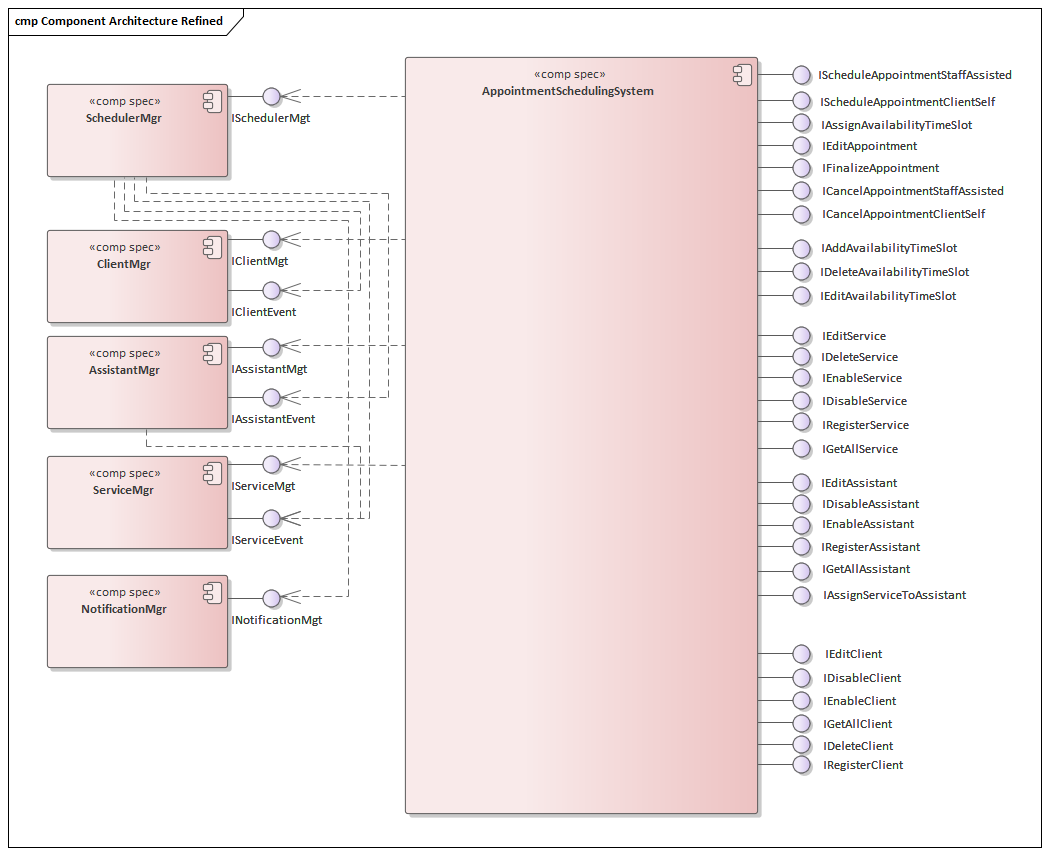 cmp Component Architecture Refined
«comp spec»
SchedulerMgr
ISchedulerMgt
«comp spec»
ClientMgr
IClientMgt
IClientEvent
«comp spec»
AssistantMgr
IAssistantMgt
IAssistantEvent
«comp spec»
ServiceMgr
IServiceMgt
IServiceEvent
«comp spec»
NotificationMgr
INotificationMgt
«comp spec»
AppointmentSchedulingSystem
IScheduleAppointmentStaffAssisted
IScheduleAppointmentClientSelf
IAssignAvailabilityTimeSlot
IEditAppointment
IFinalizeAppointment
ICancelAppointmentStaffAssisted
ICancelAppointmentClientSelf
IAddAvailabilityTimeSlot
IDeleteAvailabilityTimeSlot
IEditAvailabilityTimeSlot
IEditService
IDeleteService
IEnableService
IDisableService
IRegisterService
IGetAllService
IEditAssistant
IDisableAssistant
IEnableAssistant
IRegisterAssistant
IGetAllAssistant
IAssignServiceToAssistant
IEditClient
IDisableClient
IEnableClient
IGetAllClient
IDeleteClient
IRegisterClient